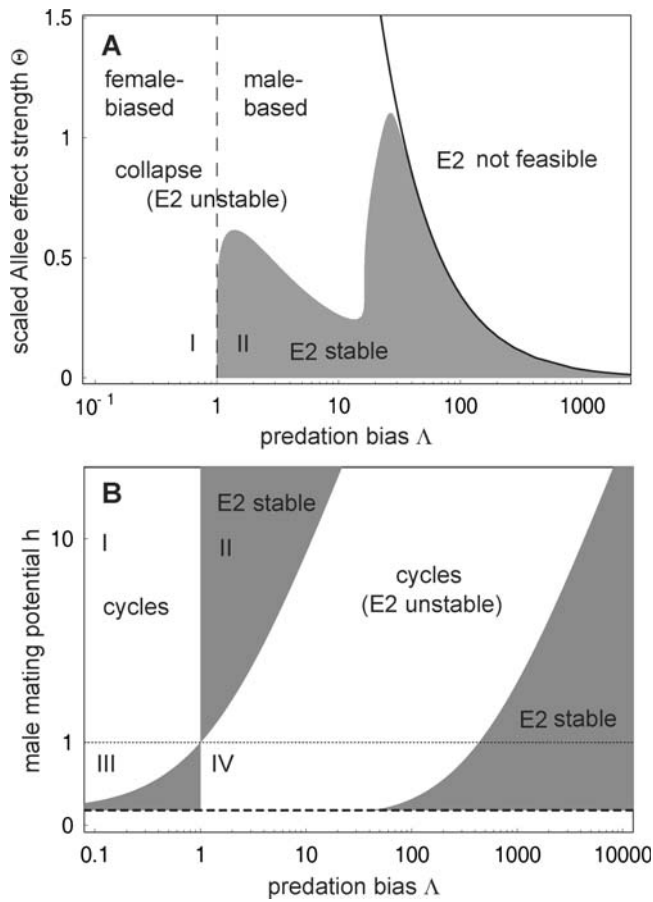 A
1.5
1
0.5
0
scaled Allee effect strength Θ
female-
biased
male-
based
collapse
(E2 unstable)
E2 not feasible
I
II
E2 stable
10⁻¹
1
10
100
1000
predation bias Λ
B
10
1
0
male mating potential h
I
E2 stable
II
cycles
cycles
(E2 unstable)
E2 stable
III
IV
0.1
1
10
100
1000
10000
predation bias Λ